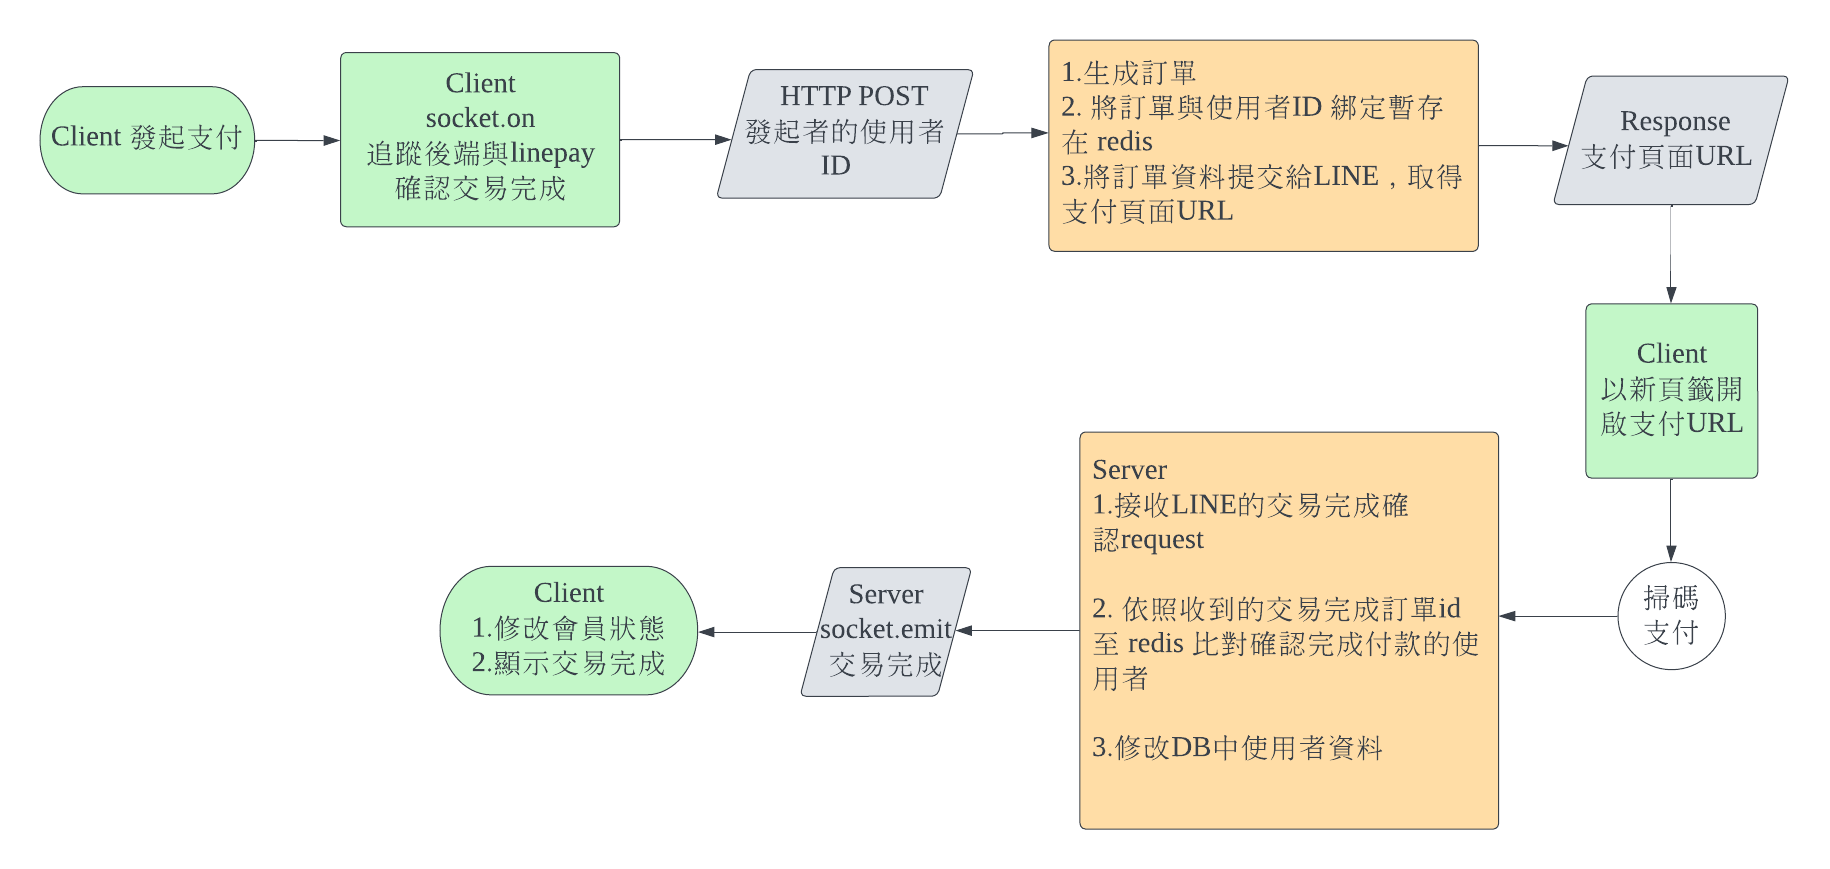 Client 發起支付
Client
socket.on
追蹤後端與linepay
確認交易完成
HTTP POST
發起者的使用者
ID
1.生成訂單
2. 將訂單與使用者ID 綁定暫存
在 redis
3.將訂單資料提交給LINE，取得
支付頁面URL
Response
支付頁面URL
Client
以新頁籤開
啟支付URL
掃碼
支付
Server
1.接收LINE的交易完成確
認request
2. 依照收到的交易完成訂單id
至 redis 比對確認完成付款的使
用者
3.修改DB中使用者資料
Server
socket.emit
交易完成
Client
1.修改會員狀態
2.顯示交易完成